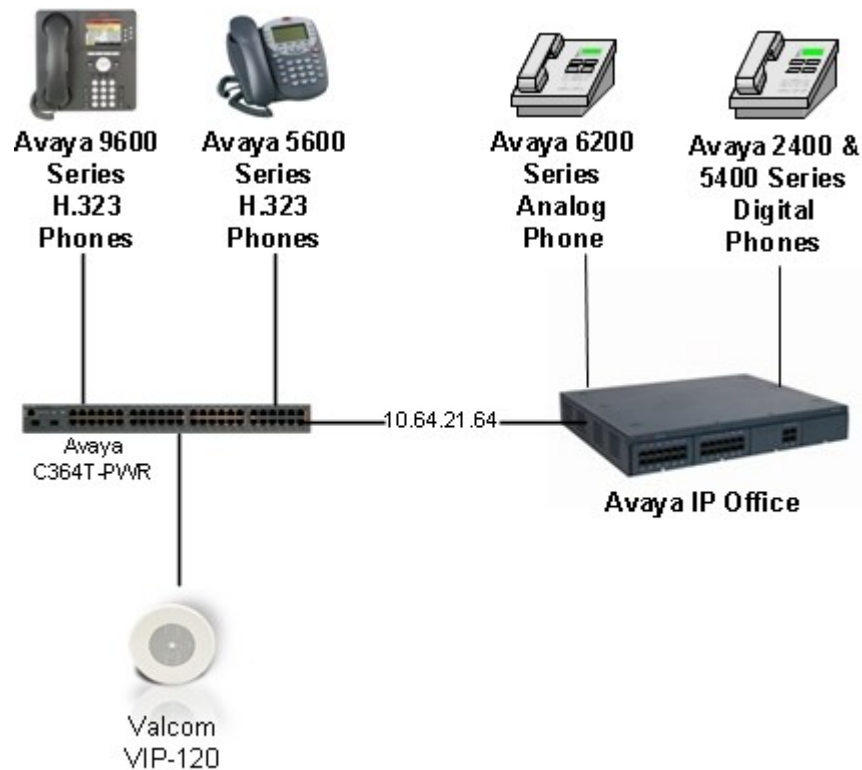 Avaya 9600
Series
H.323
Phones
Avaya 5600
Series
H.323
Phones
Avaya 6200
Series
Analog
Phone
Avaya 2400 &
5400 Series
Digital
Phones
10.64.21.64
Avaya
C364T-PWR
Avaya IP Office
Valcom
VIP-120